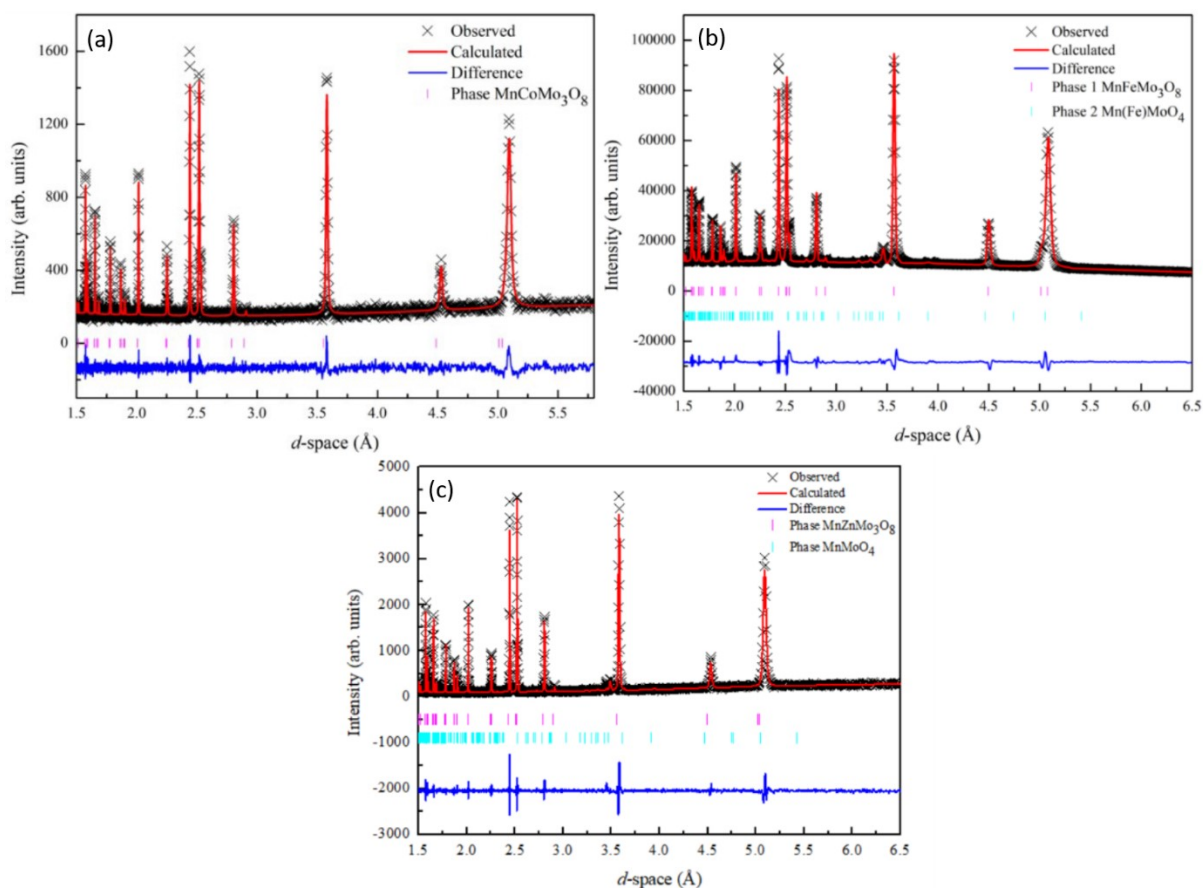 (a)
Observed
Calculated
Difference
Phase MnCoMo₃O₈
Intensity (arb. units)
1600
1200
800
400
0
1.5 2.0 2.5 3.0 3.5 4.0 4.5 5.0 5.5
d-space (Å)
(b)
Observed
Calculated
Difference
Phase 1 MnFeMo₃O₈
Phase 2 Mn(Fe)MoO₄
Intensity (arb. units)
100000
80000
60000
40000
20000
0
-20000
-40000
1.5 2.0 2.5 3.0 3.5 4.0 4.5 5.0 5.5 6.0 6.5
d-space (Å)
(c)
Observed
Calculated
Difference
Phase MnZnMo₃O₈
Phase MnMoO₄
Intensity (arb. units)
5000
4000
3000
2000
1000
0
-1000
-2000
-3000
1.5 2.0 2.5 3.0 3.5 4.0 4.5 5.0 5.5 6.0 6.5
d-space (Å)